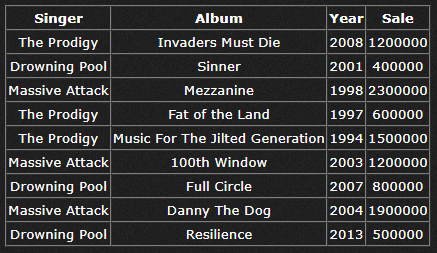 Singer Album Year Sale
The Prodigy Invaders Must Die 2008 1200000
Drowning Pool Sinner 2001 400000
Massive Attack Mezzanine 1998 2300000
The Prodigy Fat of the Land 1997 600000
The Prodigy Music For The Jilted Generation 1994 1500000
Massive Attack 100th Window 2003 1200000
Drowning Pool Full Circle 2007 800000
Massive Attack Danny The Dog 2004 1900000
Drowning Pool Resilience 2013 500000